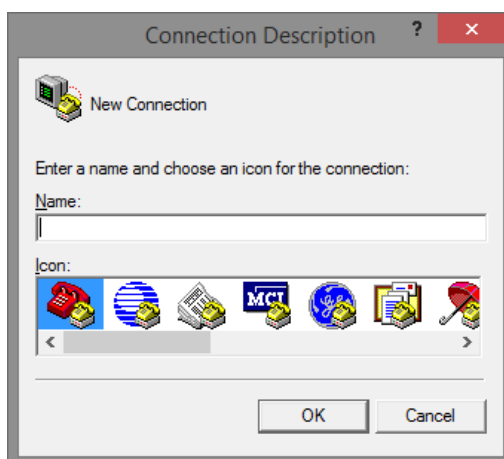 Connection Description
New Connection
Enter a name and choose an icon for the connection:
Name:
Icon:
MCI
OK
Cancel